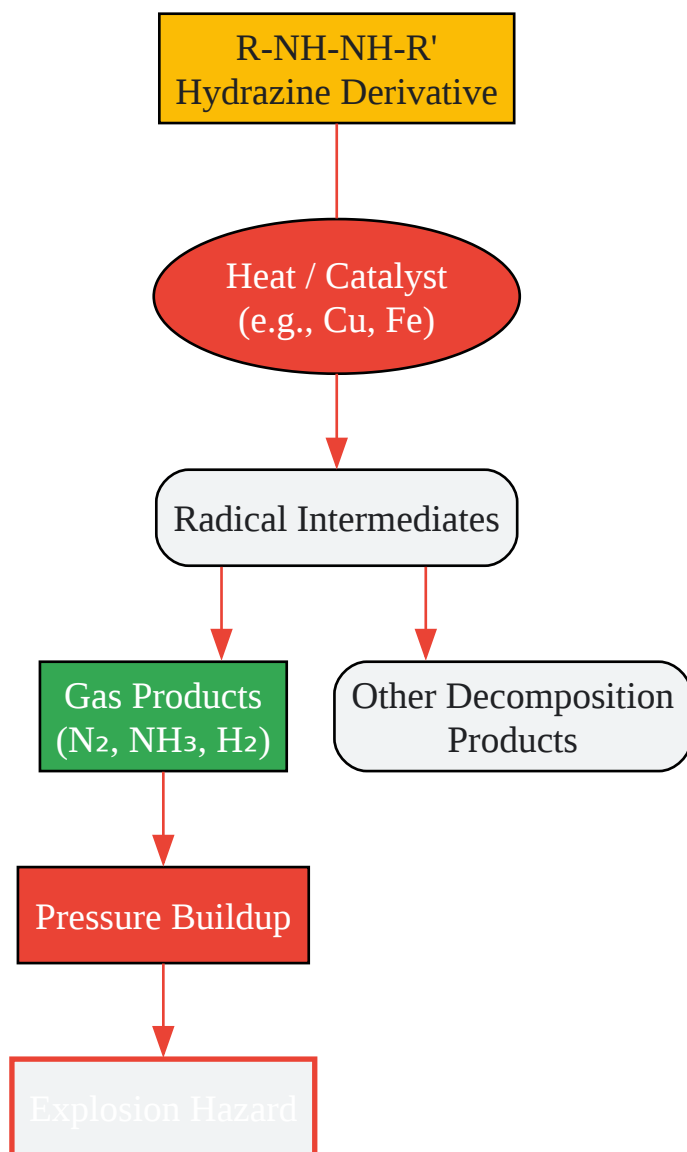 R-NH-NH-R'
Hydrazine Derivative
Heat / Catalyst
(e.g., Cu, Fe)
Radical Intermediates
Gas Products
(N₂, NH₃, H₂)
Other Decomposition
Products
Pressure Buildup
Explosion Hazard